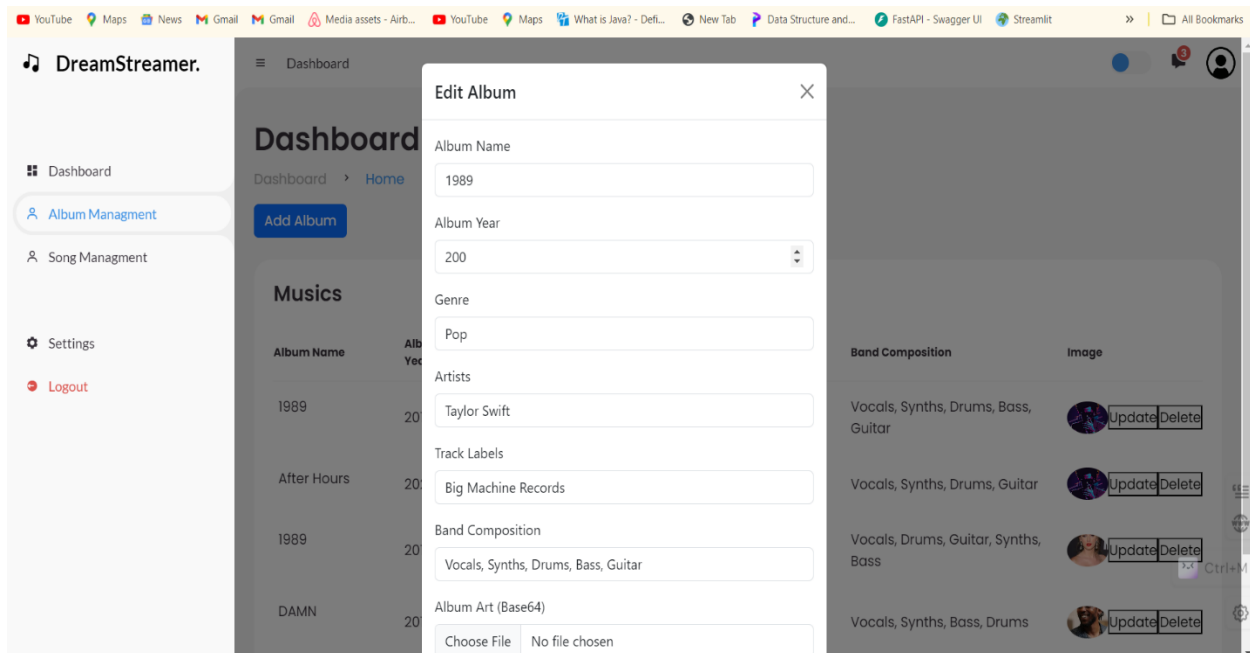 YouTube Maps News Gmail Gmail Media assets - Airb... YouTube Maps What is Java? - Defi... New Tab Data Structure and... FastAPI - Swagger UI Streamlit » All Bookmarks
DreamStreamer.
Dashboard
Album Managment
Song Managment
Settings
Logout
Dashboard
3
Dashboard
Dashboard › Home
Add Album
Musics
Album Name
Band Composition Image
1989
Vocals, Synths, Drums, Bass,
Guitar
Update Delete
After Hours
Vocals, Synths, Drums, Guitar
Update Delete
1989
Vocals, Drums, Guitar, Synths,
Bass
Update Delete
DAMN
Vocals, Synths, Bass, Drums
Update Delete
Ctrl+M
Edit Album
Album Name
1989
Album Year
200
Genre
Pop
Artists
Taylor Swift
Track Labels
Big Machine Records
Band Composition
Vocals, Synths, Drums, Bass, Guitar
Album Art (Base64)
Choose File No file chosen